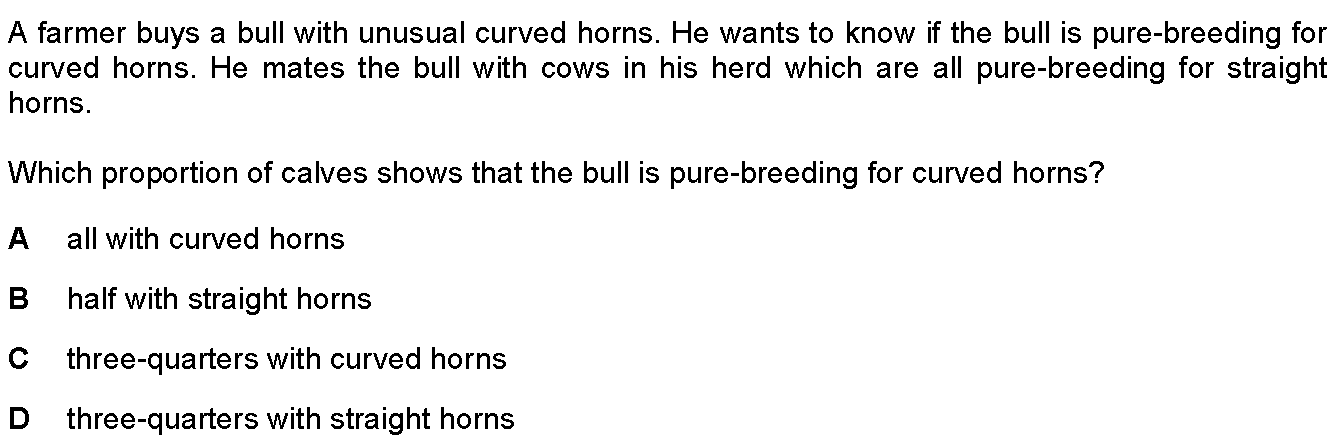 A farmer buys a bull with unusual curved horns. He wants to know if the bull is pure-breeding for
curved horns. He mates the bull with cows in his herd which are all pure-breeding for straight
horns.
Which proportion of calves shows that the bull is pure-breeding for curved horns?
A all with curved horns
B half with straight horns
C three-quarters with curved horns
D three-quarters with straight horns